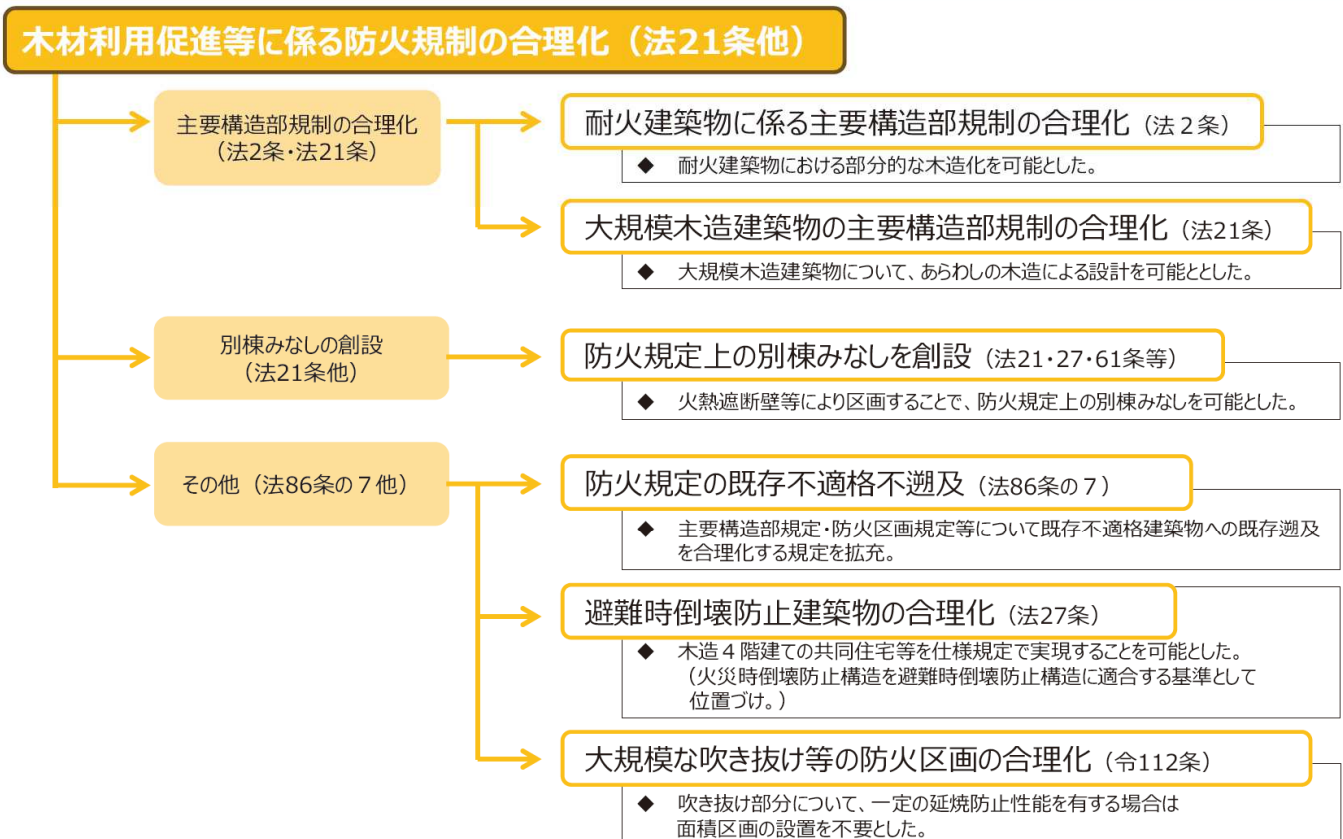 木材利用促進等に係る防火規制の合理化（法21条他）
主要構造部規制の合理化
（法2条・法21条）
耐火建築物に係る主要構造部規制の合理化（法２条）
◆ 耐火建築物における部分的な木造化を可能とした。
大規模木造建築物の主要構造部規制の合理化（法21条）
◆ 大規模木造建築物について、あらわしの木造による設計を可能ととした。
別棟みなしの創設
（法21条他）
防火規定上の別棟みなしを創設（法21・27・61条等）
◆ 火熱遮断壁等により区画することで、防火規定上の別棟みなしを可能とした。
その他（法86条の７他）
防火規定の既存不適格不遡及（法86条の７）
◆ 主要構造部規定・防火区画規定等について既存不適格建築物への既存遡及
を合理化する規定を拡充。
避難時倒壊防止建築物の合理化（法27条）
◆ 木造４階建ての共同住宅等を仕様規定で実現することを可能とした。
（火災時倒壊防止構造を避難時倒壊防止構造に適合する基準として
位置づけ。）
大規模な吹き抜け等の防火区画の合理化（令112条）
◆ 吹き抜け部分について、一定の延焼防止性能を有する場合は
面積区画の設置を不要とした。